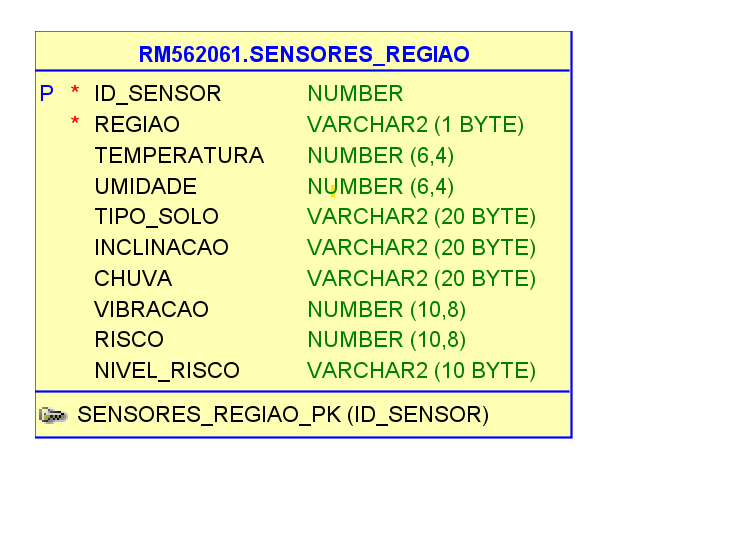 RM562061.SENSORES_REGIAO
P * ID_SENSOR NUMBER
* REGIAO VARCHAR2 (1 BYTE)
TEMPERATURA NUMBER (6,4)
UMIDADE NUMBER (6,4)
TIPO_SOLO VARCHAR2 (20 BYTE)
INCLINACAO VARCHAR2 (20 BYTE)
CHUVA VARCHAR2 (20 BYTE)
VIBRACAO NUMBER (10,8)
RISCO NUMBER (10,8)
NIVEL_RISCO VARCHAR2 (10 BYTE)
SENSORES_REGIAO_PK (ID_SENSOR)